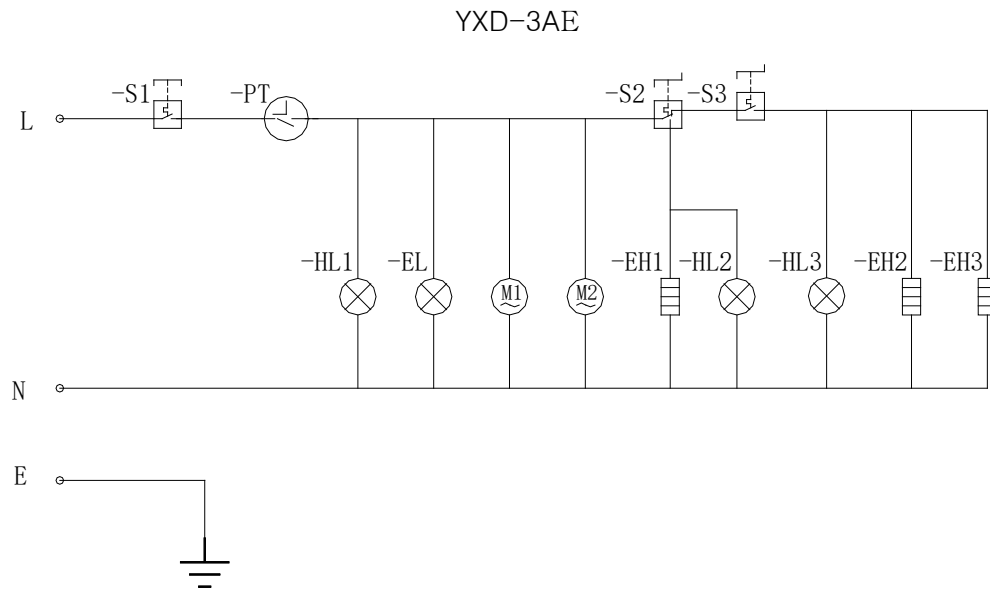 YXD-3AE
-S1 -PT -S2 -S3
L
-HL1 -EL -EH1 -HL2 -HL3 -EH2 -EH3
M1 M2
N
E